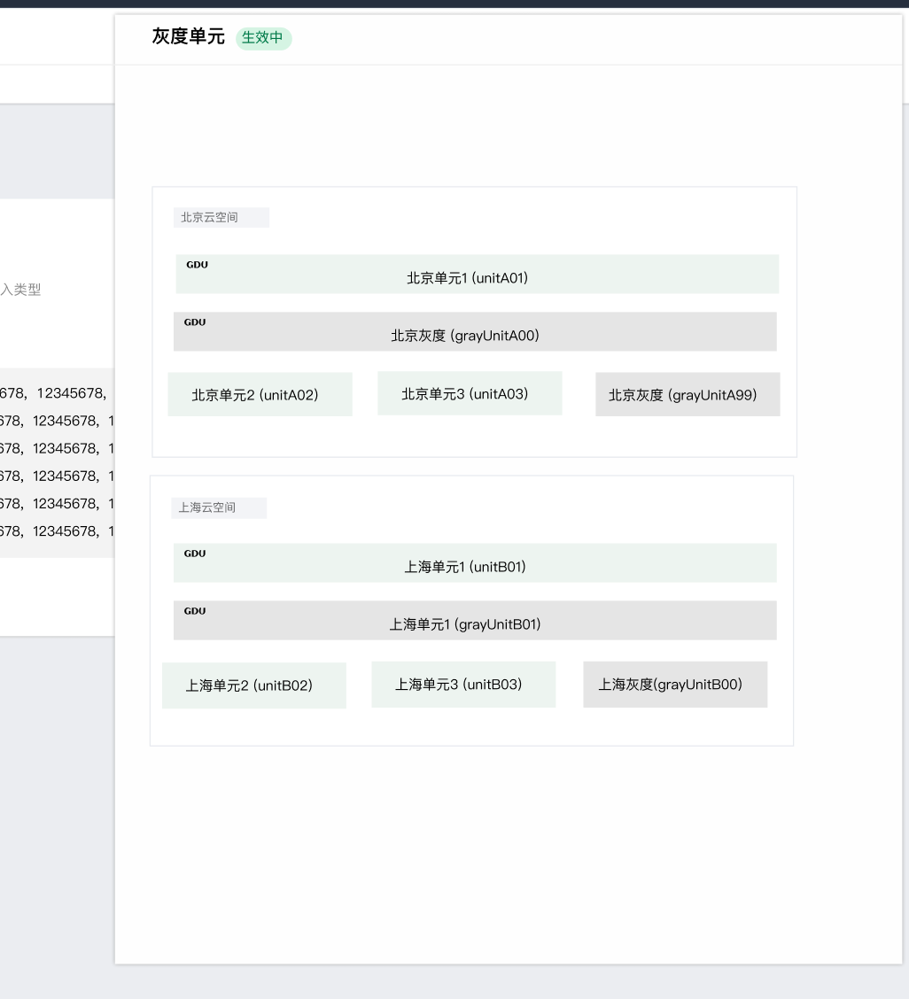 灰度单元 生效中
北京云空间
GDU
北京单元1 (unitA01)
GDU
北京灰度 (grayUnitA00)
北京单元2 (unitA02) 北京单元3 (unitA03) 北京灰度 (grayUnitA99)
上海云空间
GDU
上海单元1 (unitB01)
GDU
上海单元1 (grayUnitB01)
上海单元2 (unitB02) 上海单元3 (unitB03) 上海灰度(grayUnitB00)
入类型
678, 12345678,
678, 12345678, 1
678, 12345678, 1
678, 12345678, 1
678, 12345678, 1
678, 12345678, 1